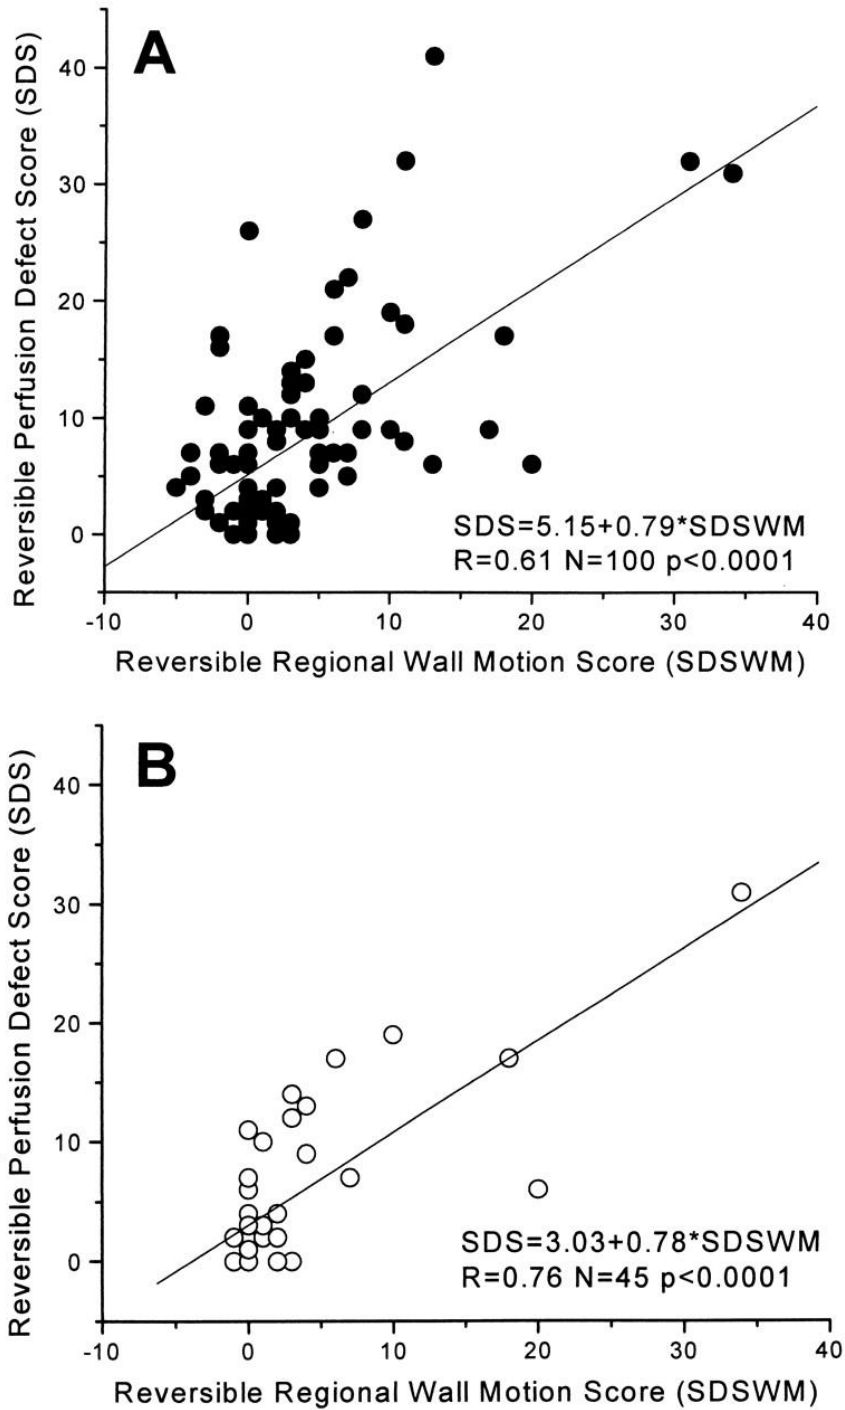 A
Reversible Perfusion Defect Score (SDS)
40
30
20
10
0
SDS=5.15+0.79*SDSWM
R=0.61 N=100 p<0.0001
-10 0 10 20 30 40
Reversible Regional Wall Motion Score (SDSWM)
B
Reversible Perfusion Defect Score (SDS)
40
30
20
10
0
SDS=3.03+0.78*SDSWM
R=0.76 N=45 p<0.0001
-10 0 10 20 30 40
Reversible Regional Wall Motion Score (SDSWM)